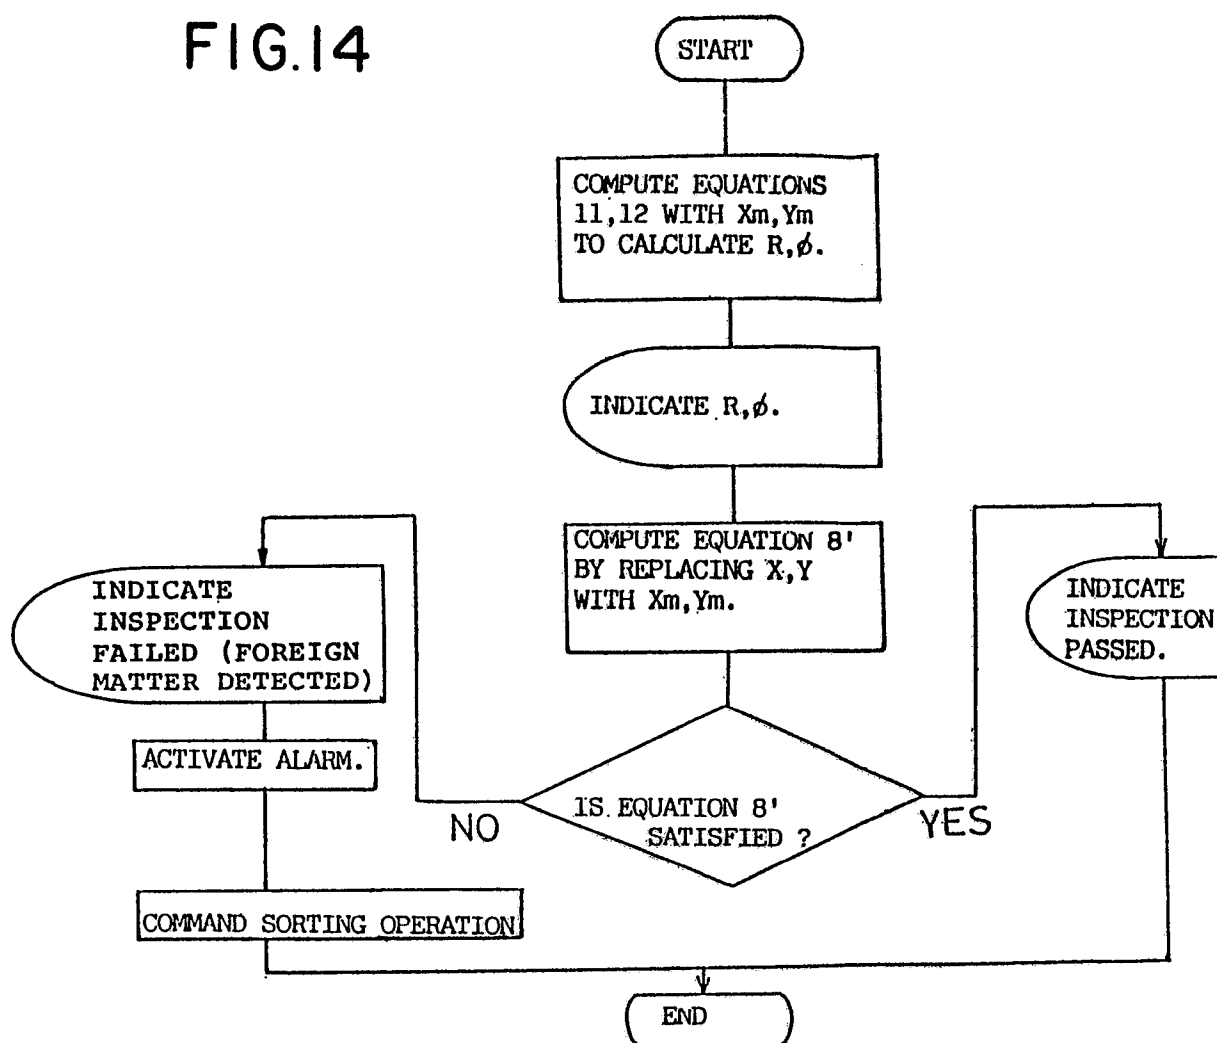 FIG.14
START
COMPUTE EQUATIONS
11,12 WITH Xm,Ym
TO CALCULATE R,ϕ.
INDICATE R,ϕ.
COMPUTE EQUATION 8'
BY REPLACING X,Y
WITH Xm,Ym.
IS EQUATION 8'
SATISFIED ?
NO
YES
INDICATE
INSPECTION
FAILED (FOREIGN
MATTER DETECTED)
ACTIVATE ALARM.
COMMAND SORTING OPERATION
INDICATE
INSPECTION
PASSED.
END